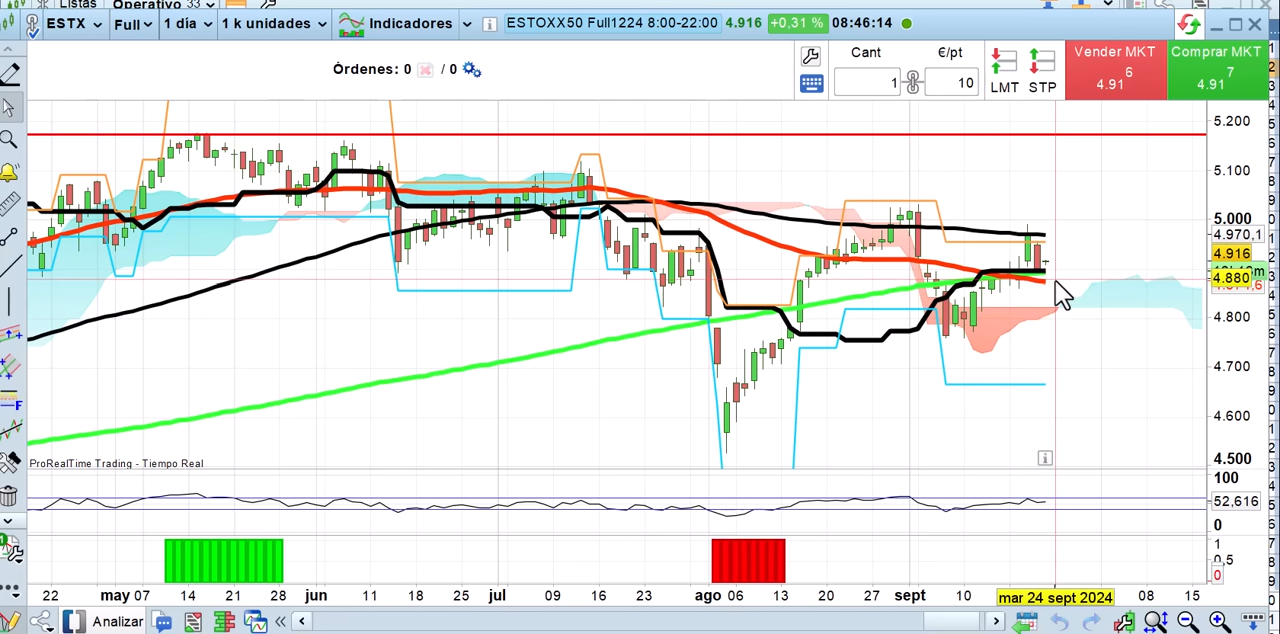 Listas Operativo 33
ESTX Full 1 día 1 k unidades Indicadores ESTOXX50 Full1224 8:00-22:00 4.916 +0,31 % 08:46:14
Órdenes: 0 / 0
Cant €/pt
1 10
LMT STP
Vender MKT
4.91 6
Comprar MKT
4.91 7
5.200
5.100
5.000
4.970,1
4.916
4.880
4.800
4.700
4.600
4.500
ProRealTime Trading - Tiempo Real
100
52,616
0
1
0,5
0
22 may 07 14 21 28 jun 11 18 25 jul 09 16 23 ago 06 13 20 27 sept 10 mar 24 sept 2024 08 15
Analizar